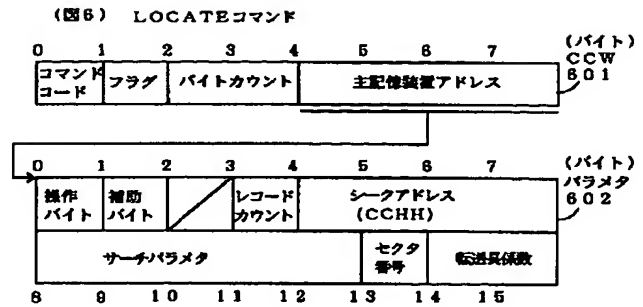 (図6) LOCATEコマンド
0 1 2 3 4 5 6 7 (バイト)
コマンドコード フラグ バイトカウント 主記憶装置アドレス CCW 601
0 1 2 3 4 5 6 7 (バイト)
操作バイト 補助バイト レコードカウント シークアドレス (CCHH) パラメタ 602
サーチパラメタ セクタ番号 転送長係数
8 9 10 11 12 13 14 15